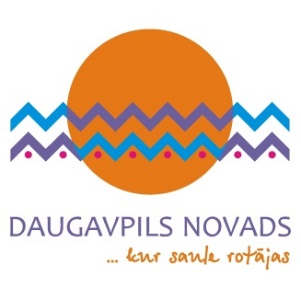 DAUGAVPILS NOVADS
... kur saule rotājas